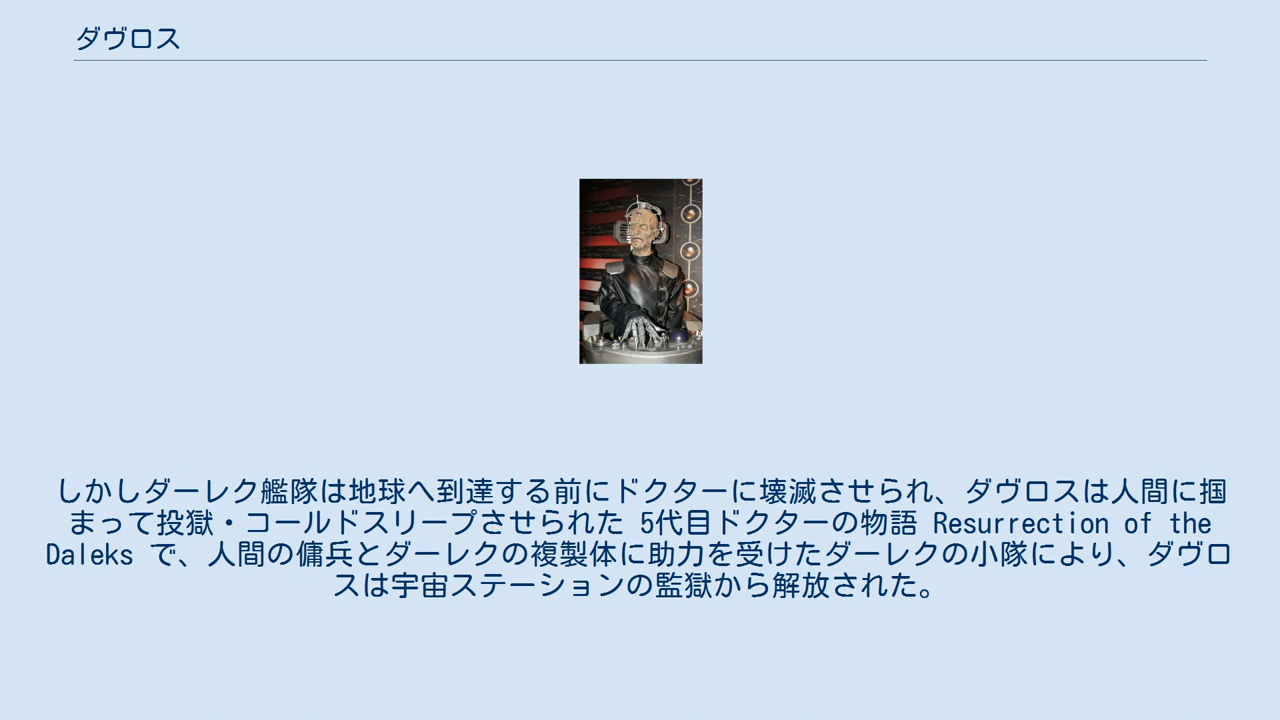 ダヴロス
しかしダーレク艦隊は地球へ到達する前にドクターに壊滅させられ、ダヴロスは人間に掴
まって投獄・コールドスリープさせられた 5代目ドクターの物語 Resurrection of the
Daleks で、人間の傭兵とダーレクの複製体に助力を受けたダーレクの小隊により、ダヴロ
スは宇宙ステーションの監獄から解放された。